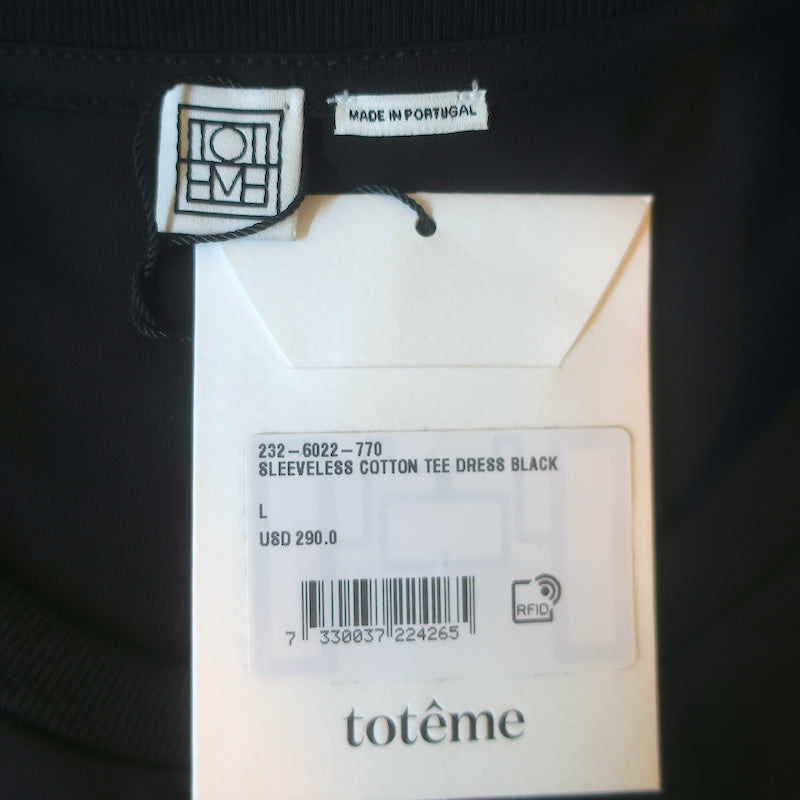 TOTEME
MADE IN PORTUGAL
232-6022-770
SLEEVELESS COTTON TEE DRESS BLACK
L
USD 290.0
RFID
7 330037 224265
totême